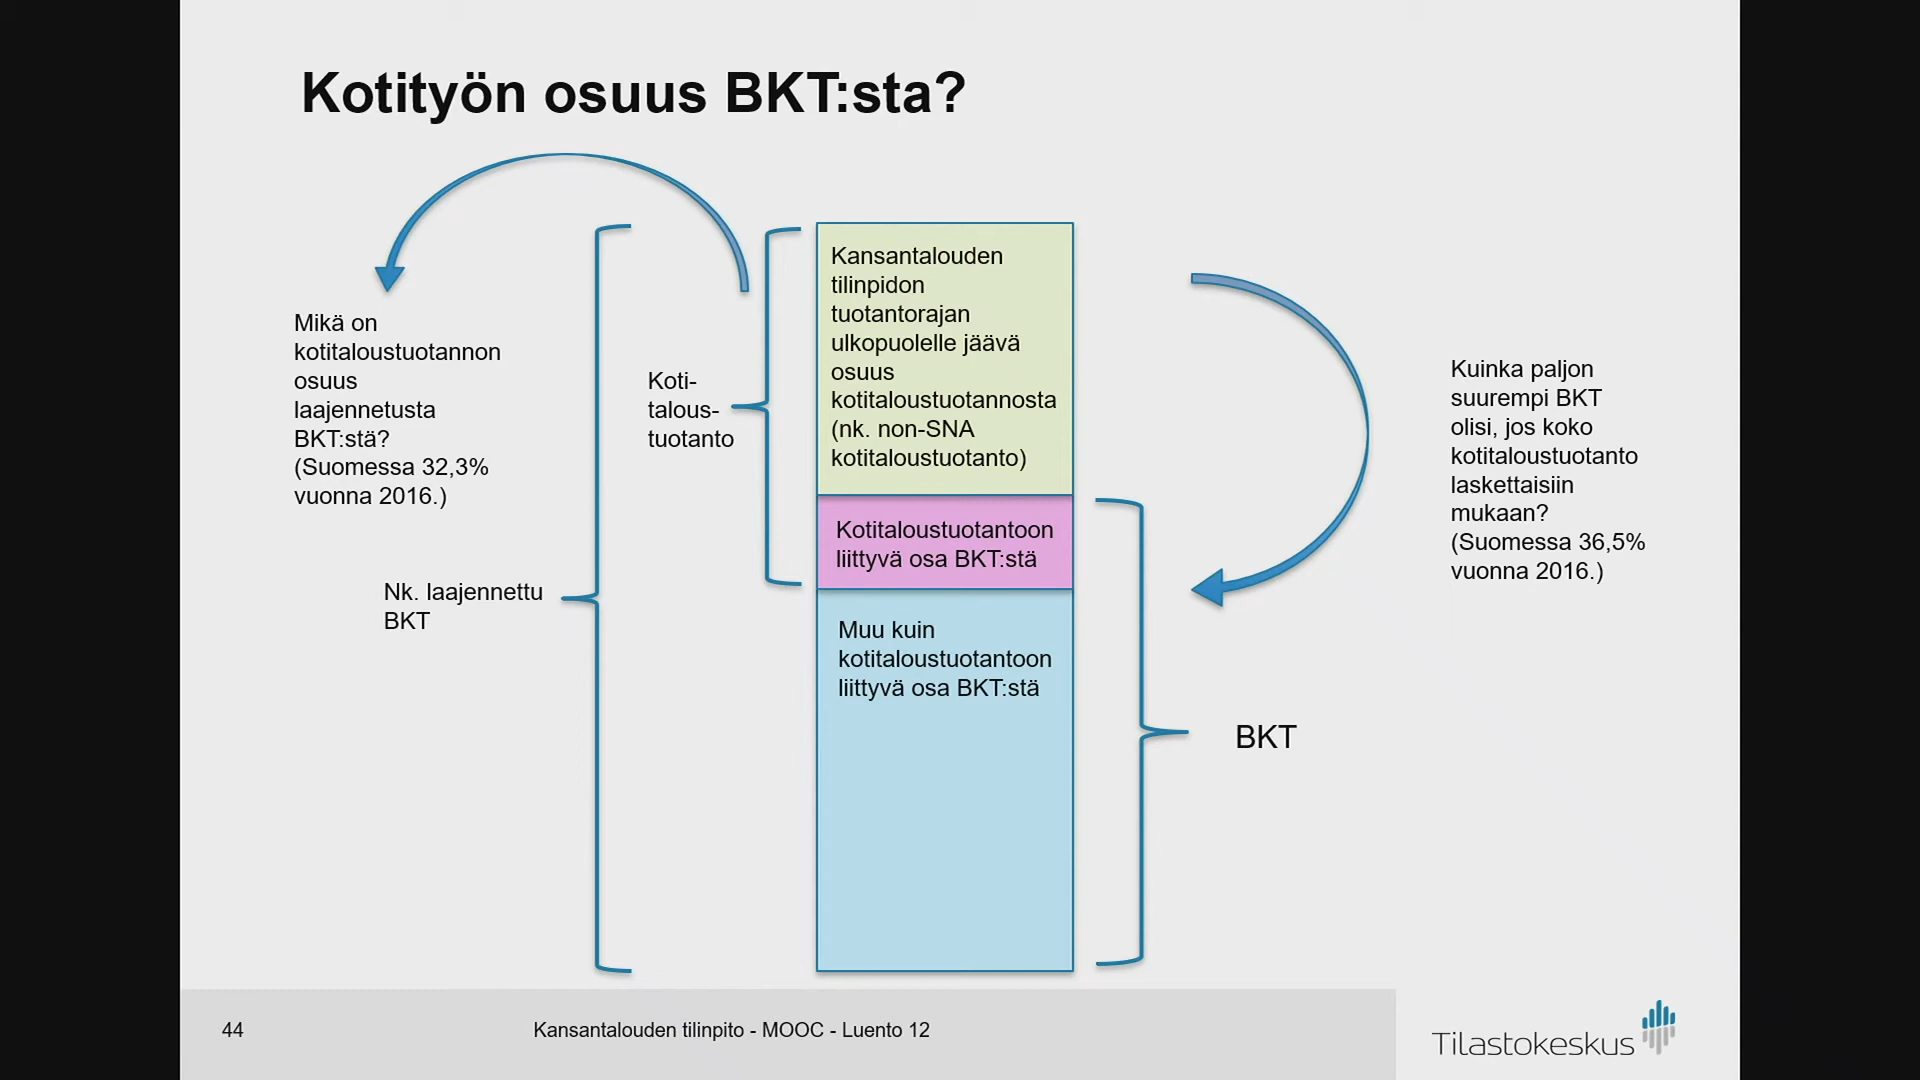 Kotityön osuus BKT:sta?
Mikä on
kotitaloustuotannon
osuus
laajennetusta
BKT:stä?
(Suomessa 32,3%
vuonna 2016.)
Nk. laajennettu
BKT
Koti-
talous-
tuotanto
Kansantalouden
tilinpidon
tuotantorajan
ulkopuolelle jäävä
osuus
kotitaloustuotannosta
(nk. non-SNA
kotitaloustuotanto)
Kotitaloustuotantoon
liittyvä osa BKT:stä
Muu kuin
kotitaloustuotantoon
liittyvä osa BKT:stä
BKT
Kuinka paljon
suurempi BKT
olisi, jos koko
kotitaloustuotanto
laskettaisiin
mukaan?
(Suomessa 36,5%
vuonna 2016.)
44
Kansantalouden tilinpito - MOOC - Luento 12
Tilastokeskus